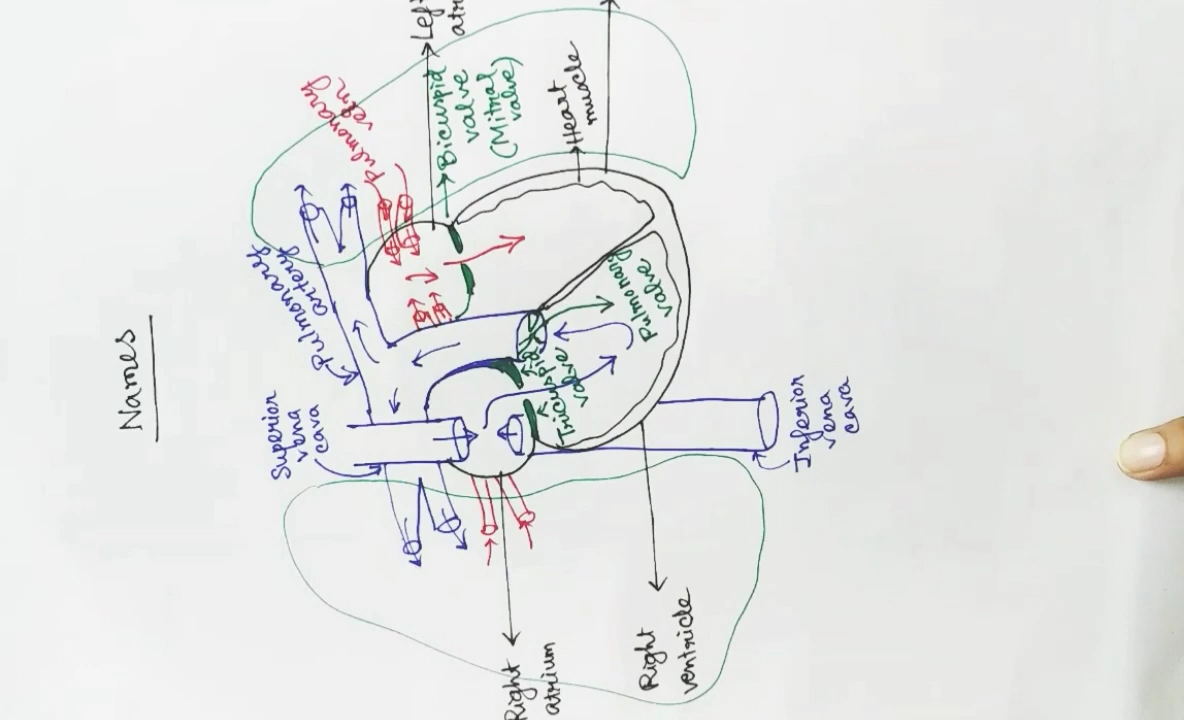 Names
Superior
vena
cava
Pulmonary
artery
Pulmonary
vein
Left
Bicuspid
valve
(Mitral
valve)
Heart
muscle
Pulmonary
valve
Tricuspid
valve
Inferior
vena
cava
Right
atrium
Right
ventricle